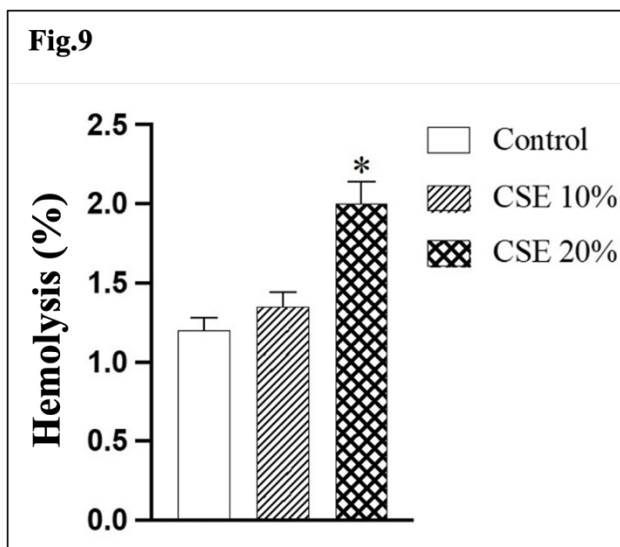 Fig.9
Hemolysis (%)
2.5
2.0
1.5
1.0
0.5
0.0
*
Control
CSE 10%
CSE 20%